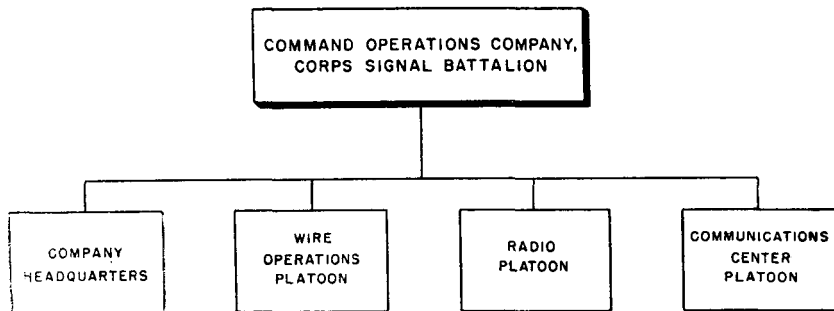 COMMAND OPERATIONS COMPANY,
CORPS SIGNAL BATTALION
COMPANY
HEADQUARTERS
WIRE
OPERATIONS
PLATOON
RADIO
PLATOON
COMMUNICATIONS
CENTER
PLATOON